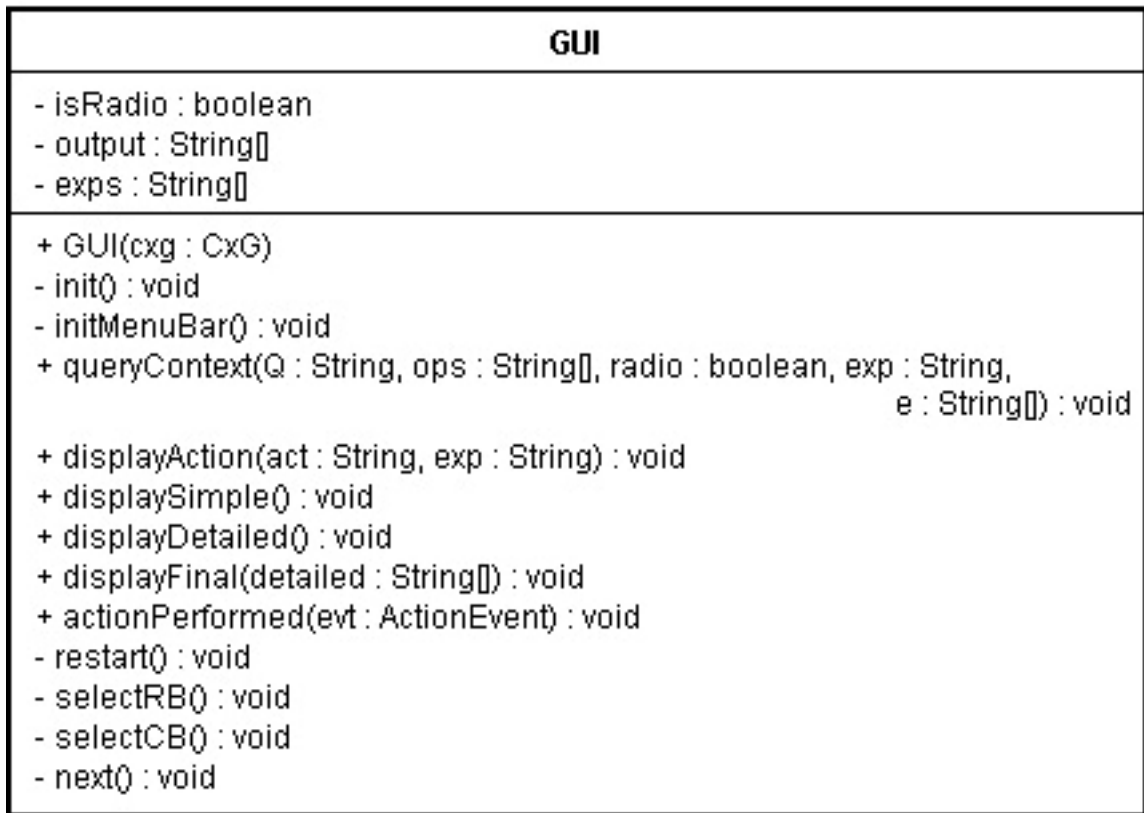 GUI
- isRadio : boolean
- output : String[]
- exps : String[]
+ GUI(cxg : CxG)
- init() : void
- initMenuBar() : void
+ queryContext(Q : String, ops : String[], radio : boolean, exp : String,
e : String[]) : void
+ displayAction(act : String, exp : String) : void
+ displaySimple() : void
+ displayDetailed() : void
+ displayFinal(detailed : String[]) : void
+ actionPerformed(evt : ActionEvent) : void
- restart() : void
- selectRB() : void
- selectCB() : void
- next() : void